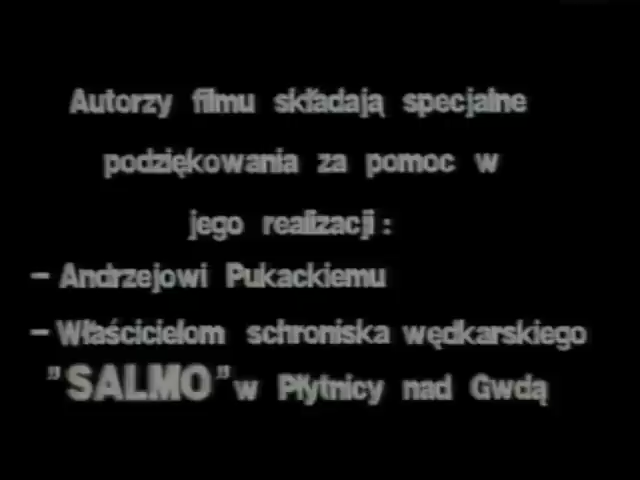 Autorzy filmu składają specjalne
podziękowania za pomoc w
jego realizacji:
- Andrzejowi Pukackiemu
- Właścicielom schroniska wędkarskiego
"SALMO" w Płytnicy nad Gwdą